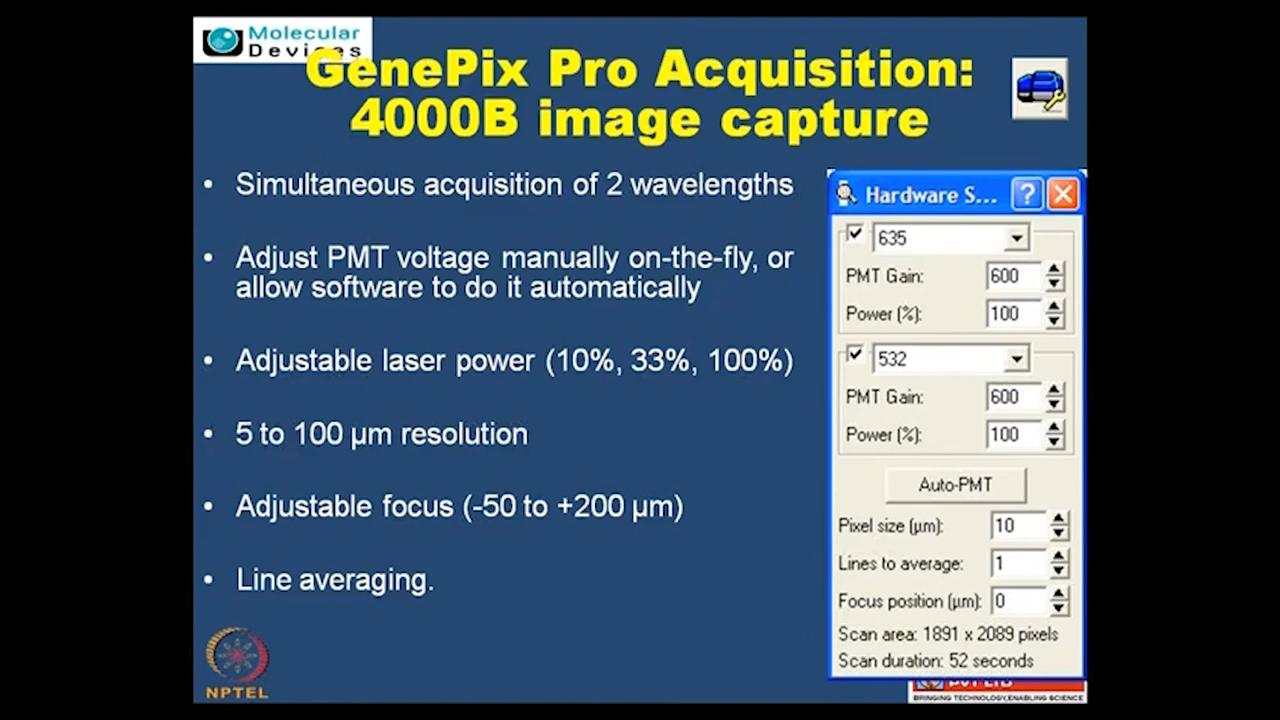 Molecular
Devices
GenePix Pro Acquisition:
4000B image capture
• Simultaneous acquisition of 2 wavelengths
• Adjust PMT voltage manually on-the-fly, or
allow software to do it automatically
• Adjustable laser power (10%, 33%, 100%)
• 5 to 100 µm resolution
• Adjustable focus (-50 to +200 µm)
• Line averaging.
Hardware S...
635
PMT Gain: 600
Power (%): 100
532
PMT Gain: 600
Power (%): 100
Auto-PMT
Pixel size (µm): 10
Lines to average: 1
Focus position (µm): 0
Scan area: 1891 x 2089 pixels
Scan duration: 52 seconds
NPTEL
BRINGING TECHNOLOGY, ENABLING SCIENCE